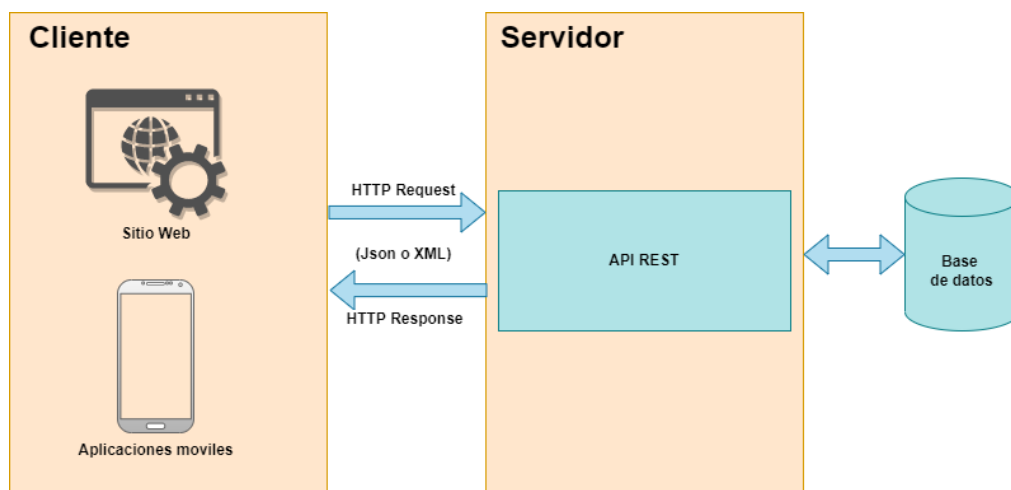 Cliente
Sitio Web
Aplicaciones moviles
HTTP Request
(Json o XML)
HTTP Response
Servidor
API REST
Base
de datos